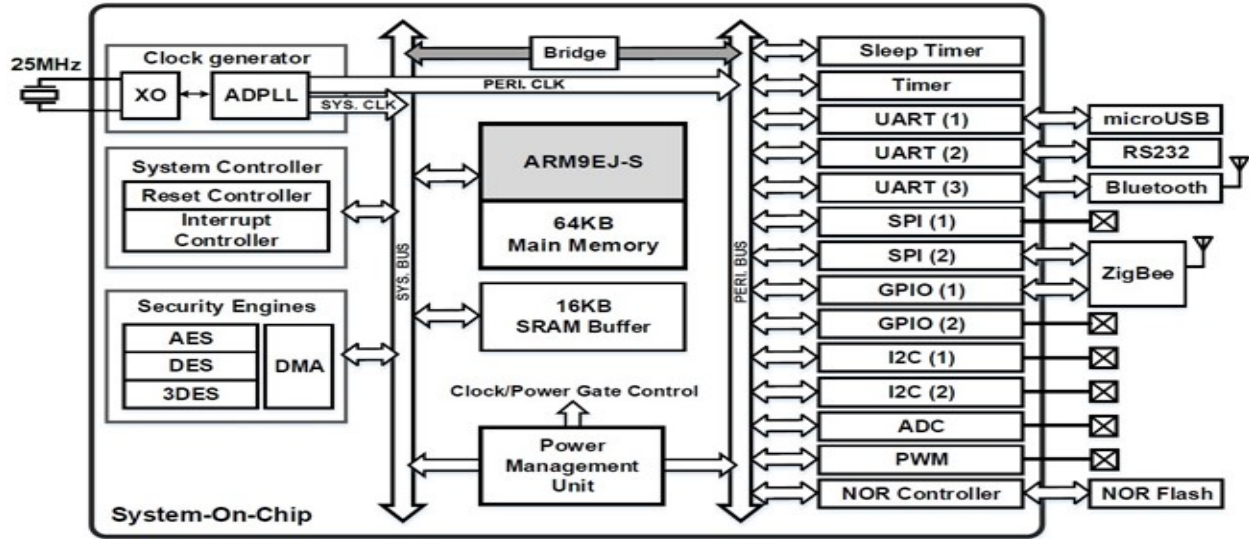 25MHz
Clock generator
XO
ADPLL
PERI. CLK
SYS. CLK
System Controller
Reset Controller
Interrupt
Controller
Security Engines
AES
DES
3DES
DMA
System-On-Chip
SYS. BUS
Bridge
ARM9EJ-S
64KB
Main Memory
16KB
SRAM Buffer
Clock/Power Gate Control
Power
Management
Unit
PERI. BUS
Sleep Timer
Timer
UART (1)
microUSB
UART (2)
RS232
UART (3)
Bluetooth
SPI (1)
SPI (2)
ZigBee
GPIO (1)
GPIO (2)
I2C (1)
I2C (2)
ADC
PWM
NOR Controller
NOR Flash